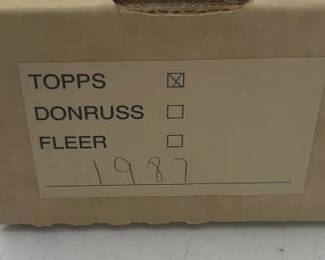 TOPPS ☒
DONRUSS ☐
FLEER ☐
1987